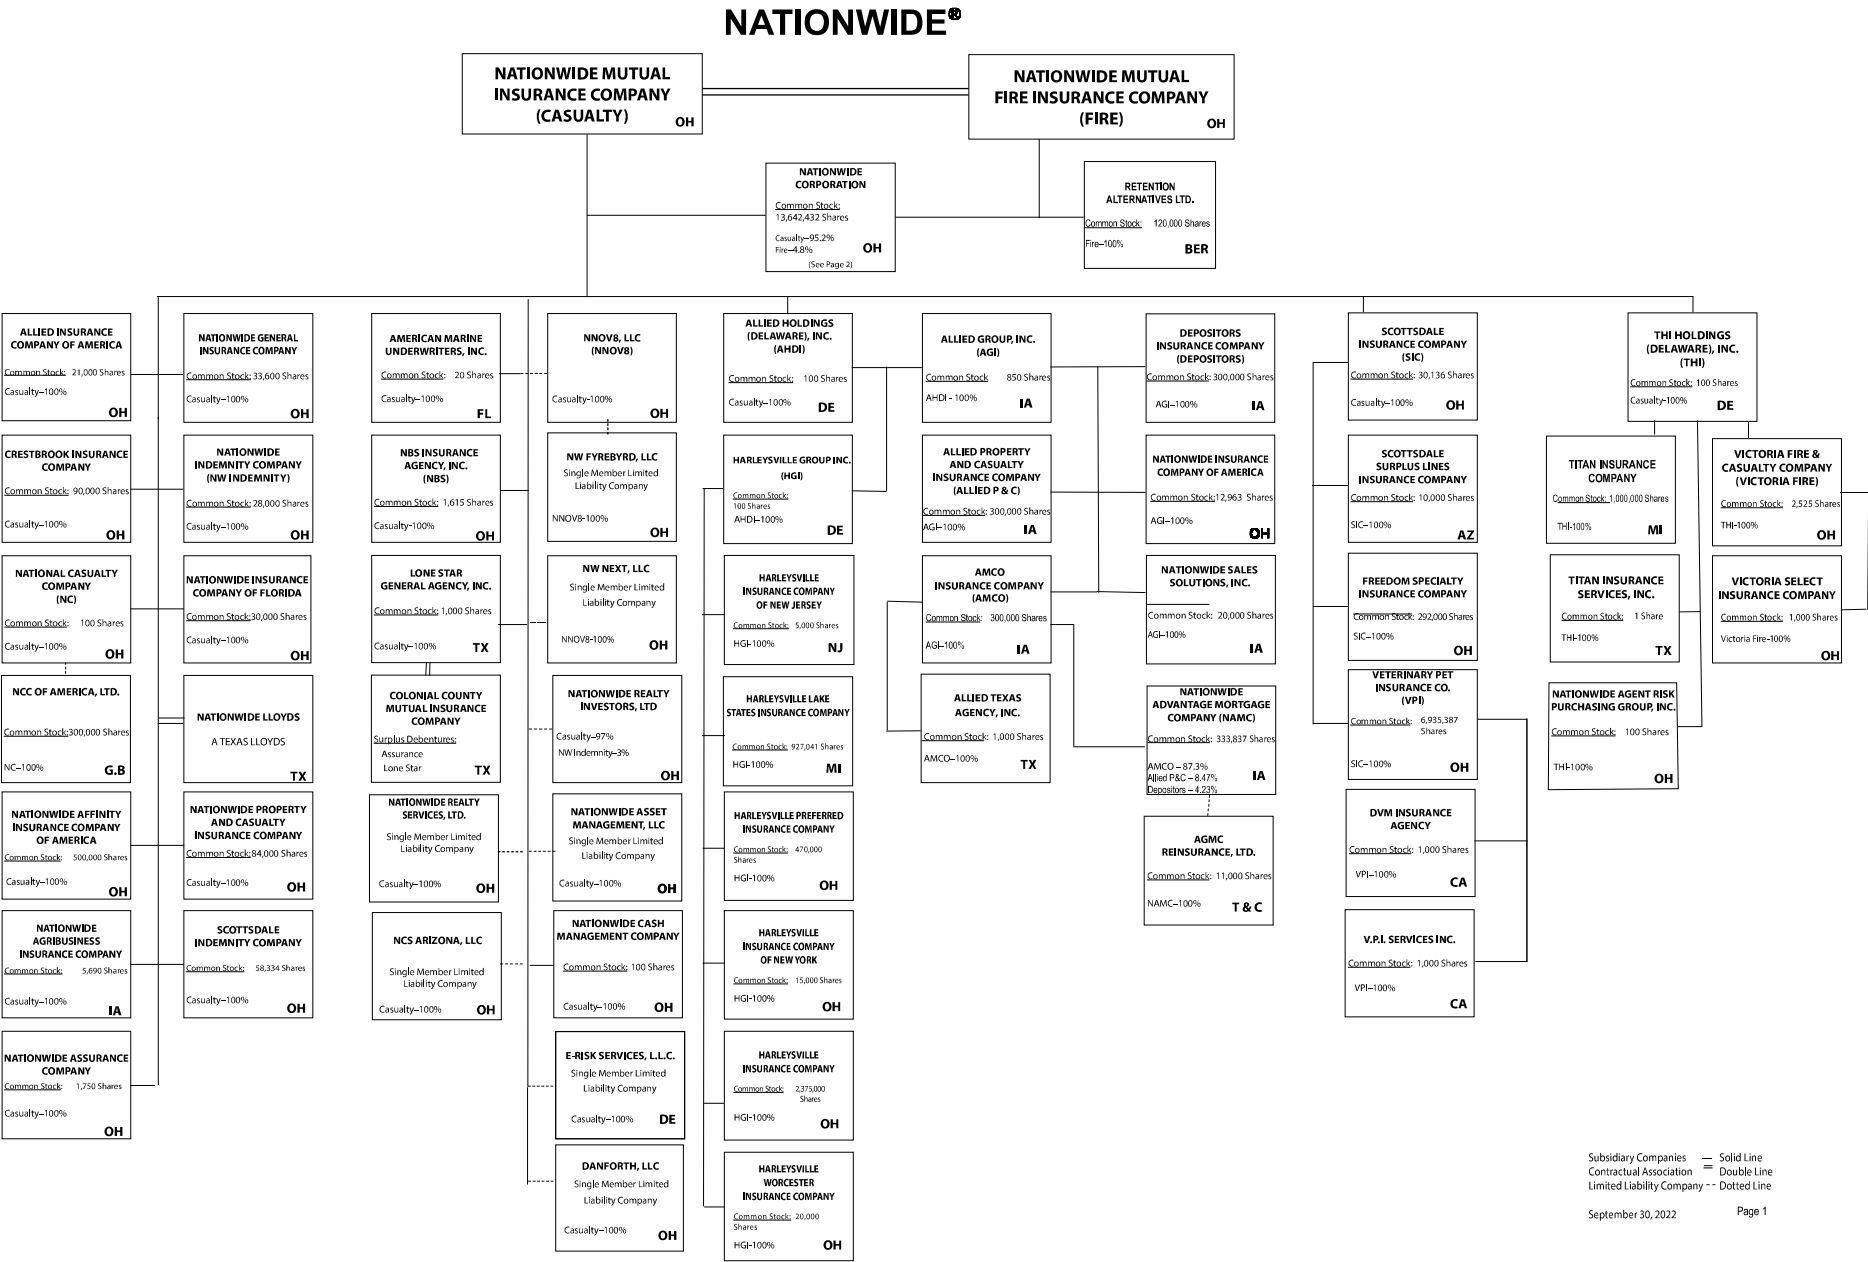 NATIONWIDE®
NATIONWIDE MUTUAL
INSURANCE COMPANY
(CASUALTY)
OH
NATIONWIDE MUTUAL
FIRE INSURANCE COMPANY
(FIRE)
OH
NATIONWIDE
CORPORATION
Common Stock:
13,642,432 Shares
Casualty–95.2%
Fire–4.8%
OH
(See Page 2)
RETENTION
ALTERNATIVES LTD.
Common Stock: 120,000 Shares
Fire–100%
BER
ALLIED INSURANCE
COMPANY OF AMERICA
Common Stock: 21,000 Shares
Casualty–100%
OH
CRESTBROOK INSURANCE
COMPANY
Common Stock: 90,000 Shares
Casualty–100%
OH
NATIONAL CASUALTY
COMPANY
(NC)
Common Stock: 100 Shares
Casualty–100%
OH
NCC OF AMERICA, LTD.
Common Stock:300,000 Shares
NC–100%
G.B
NATIONWIDE AFFINITY
INSURANCE COMPANY
OF AMERICA
Common Stock: 500,000 Shares
Casualty–100%
OH
NATIONWIDE
AGRIBUSINESS
INSURANCE COMPANY
Common Stock: 5,690 Shares
Casualty–100%
IA
NATIONWIDE ASSURANCE
COMPANY
Common Stock: 1,750 Shares
Casualty–100%
OH
NATIONWIDE GENERAL
INSURANCE COMPANY
Common Stock: 33,600 Shares
Casualty–100%
OH
NATIONWIDE
INDEMNITY COMPANY
(NW INDEMNITY)
Common Stock: 28,000 Shares
Casualty–100%
OH
NATIONWIDE INSURANCE
COMPANY OF FLORIDA
Common Stock:30,000 Shares
Casualty–100%
OH
NATIONWIDE LLOYDS
A TEXAS LLOYDS
TX
NATIONWIDE PROPERTY
AND CASUALTY
INSURANCE COMPANY
Common Stock:84,000 Shares
Casualty–100%
OH
SCOTTSDALE
INDEMNITY COMPANY
Common Stock: 58,334 Shares
Casualty–100%
OH
AMERICAN MARINE
UNDERWRITERS, INC.
Common Stock: 20 Shares
Casualty–100%
FL
NBS INSURANCE
AGENCY, INC.
(NBS)
Common Stock: 1,615 Shares
Casualty–100%
OH
LONE STAR
GENERAL AGENCY, INC.
Common Stock: 1,000 Shares
Casualty–100%
TX
COLONIAL COUNTY
MUTUAL INSURANCE
COMPANY
Surplus Debentures:
Assurance
Lone Star
TX
NATIONWIDE REALTY
SERVICES, LTD.
Single Member Limited
Liability Company
Casualty–100%
OH
NCS ARIZONA, LLC
Single Member Limited
Liability Company
Casualty–100%
OH
NNOV8, LLC
(NNOV8)
Casualty–100%
OH
NW FYREBYRD, LLC
Single Member Limited
Liability Company
NNOV8-100%
OH
NW NEXT, LLC
Single Member Limited
Liability Company
NNOV8-100%
OH
NATIONWIDE REALTY
INVESTORS, LTD
Casualty–97%
NW Indemnity–3%
OH
NATIONWIDE ASSET
MANAGEMENT, LLC
Single Member Limited
Liability Company
Casualty–100%
OH
NATIONWIDE CASH
MANAGEMENT COMPANY
Common Stock: 100 Shares
Casualty–100%
OH
E-RISK SERVICES, L.L.C.
Single Member Limited
Liability Company
Casualty–100%
DE
DANFORTH, LLC
Single Member Limited
Liability Company
Casualty–100%
OH
ALLIED HOLDINGS
(DELAWARE), INC.
(AHDI)
Common Stock: 100 Shares
Casualty–100%
DE
HARLEYSVILLE GROUP INC.
(HGI)
Common Stock:
100 Shares
AHDI–100%
DE
HARLEYSVILLE
INSURANCE COMPANY
OF NEW JERSEY
Common Stock: 5,000 Shares
HGI-100%
NJ
HARLEYSVILLE LAKE
STATES INSURANCE COMPANY
Common Stock: 927,041 Shares
HGI-100%
MI
HARLEYSVILLE PREFERRED
INSURANCE COMPANY
Common Stock: 470,000
Shares
HGI-100%
OH
HARLEYSVILLE
INSURANCE COMPANY
OF NEW YORK
Common Stock: 15,000 Shares
HGI-100%
OH
HARLEYSVILLE
INSURANCE COMPANY
Common Stock: 2,375,000
Shares
HGI-100%
OH
HARLEYSVILLE
WORCESTER
INSURANCE COMPANY
Common Stock: 20,000
Shares
HGI-100%
OH
ALLIED GROUP, INC.
(AGI)
Common Stock 850 Shares
AHDI - 100%
IA
ALLIED PROPERTY
AND CASUALTY
INSURANCE COMPANY
(ALLIED P & C)
Common Stock: 300,000 Shares
AGI–100%
IA
AMCO
INSURANCE COMPANY
(AMCO)
Common Stock: 300,000 Shares
AGI–100%
IA
ALLIED TEXAS
AGENCY, INC.
Common Stock: 1,000 Shares
AMCO–100%
TX
DEPOSITORS
INSURANCE COMPANY
(DEPOSITORS)
Common Stock: 300,000 Shares
AGI–100%
IA
NATIONWIDE INSURANCE
COMPANY OF AMERICA
Common Stock:12,963 Shares
AGI–100%
OH
NATIONWIDE SALES
SOLUTIONS, INC.
Common Stock: 20,000 Shares
AGI–100%
IA
NATIONWIDE
ADVANTAGE MORTGAGE
COMPANY (NAMC)
Common Stock: 333,837 Shares
AMCO – 87.3%
Allied P&C – 8.47%
Depositors – 4.23%
IA
AGMC
REINSURANCE, LTD.
Common Stock: 11,000 Shares
NAMC–100%
T & C
SCOTTSDALE
INSURANCE COMPANY
(SIC)
Common Stock: 30,136 Shares
Casualty–100%
OH
SCOTTSDALE
SURPLUS LINES
INSURANCE COMPANY
Common Stock: 10,000 Shares
SIC–100%
AZ
FREEDOM SPECIALTY
INSURANCE COMPANY
Common Stock: 292,000 Shares
SIC–100%
OH
VETERINARY PET
INSURANCE CO.
(VPI)
Common Stock: 6,935,387
Shares
SIC–100%
OH
DVM INSURANCE
AGENCY
Common Stock: 1,000 Shares
VPI–100%
CA
V.P.I. SERVICES INC.
Common Stock: 1,000 Shares
VPI–100%
CA
THI HOLDINGS
(DELAWARE), INC.
(THI)
Common Stock: 100 Shares
Casualty–100%
DE
TITAN INSURANCE
COMPANY
Common Stock: 1,000,000 Shares
THI-100%
MI
TITAN INSURANCE
SERVICES, INC.
Common Stock: 1 Share
THI-100%
TX
NATIONWIDE AGENT RISK
PURCHASING GROUP, INC.
Common Stock: 100 Shares
THI-100%
OH
VICTORIA FIRE &
CASUALTY COMPANY
(VICTORIA FIRE)
Common Stock: 2,525 Shares
THI-100%
OH
VICTORIA SELECT
INSURANCE COMPANY
Common Stock: 1,000 Shares
Victoria Fire–100%
OH
Subsidiary Companies — Solid Line
Contractual Association = Double Line
Limited Liability Company -- Dotted Line
September 30, 2022 Page 1